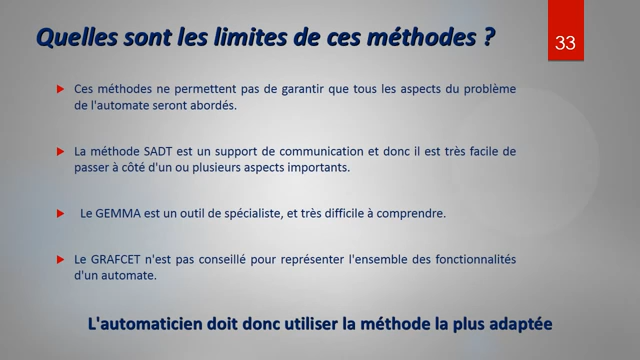 Quelles sont les limites de ces méthodes ?
33
Ces méthodes ne permettent pas de garantir que tous les aspects du problème
de l'automate seront abordés.
La méthode SADT est un support de communication et donc il est très facile de
passer à côté d'un ou plusieurs aspects importants.
Le GEMMA est un outil de spécialiste, et très difficile à comprendre.
Le GRAFCET n'est pas conseillé pour représenter l'ensemble des fonctionnalités
d'un automate.
L'automaticien doit donc utiliser la méthode la plus adaptée